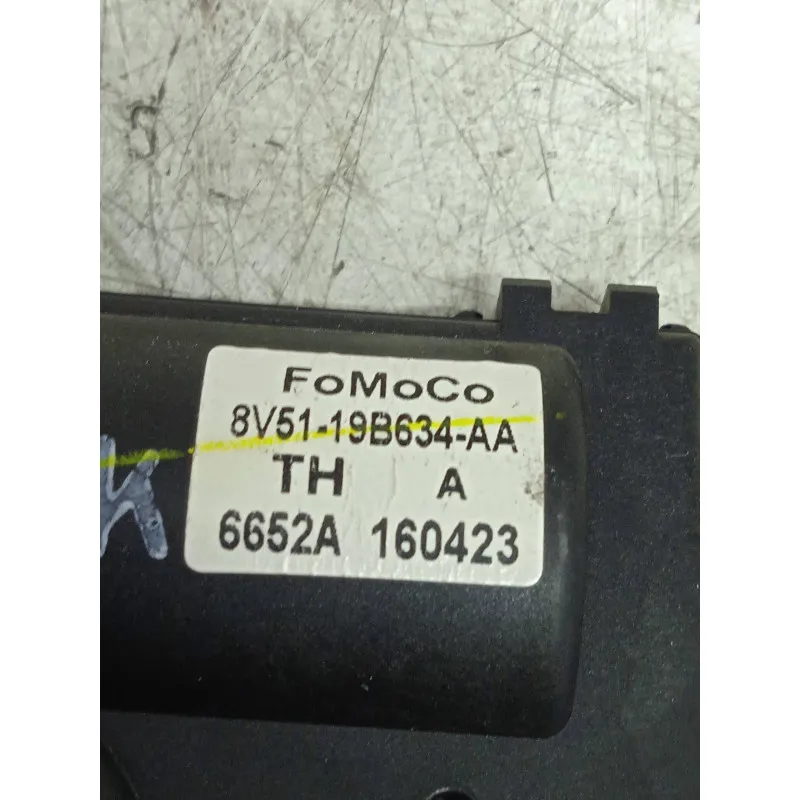 FoMoCo
8V51-19B634-AA
TH A
6652A 160423